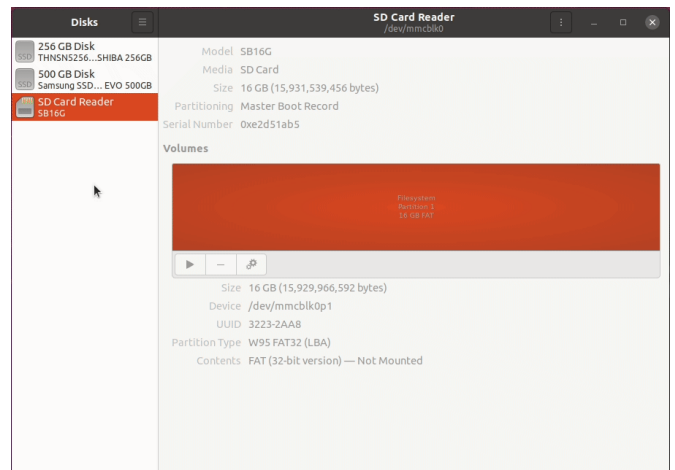 Disks
SD Card Reader
/dev/mmcblk0
256 GB Disk
SSD
THNSNS256...SHIBA 256GB
500 GB Disk
SSD
Samsung SSD... EVO 500GB
SD Card Reader
SB16G
Model SB16G
Media SD Card
Size 16 GB (15,931,539,456 bytes)
Partitioning Master Boot Record
Serial Number 0xe2d51ab5
Volumes
Filesystem
Partition 1
16 GB FAT
Size 16 GB (15,929,966,592 bytes)
Device /dev/mmcblk0p1
UUID 3223-2AA8
Partition Type W95 FAT32 (LBA)
Contents FAT (32-bit version) — Not Mounted